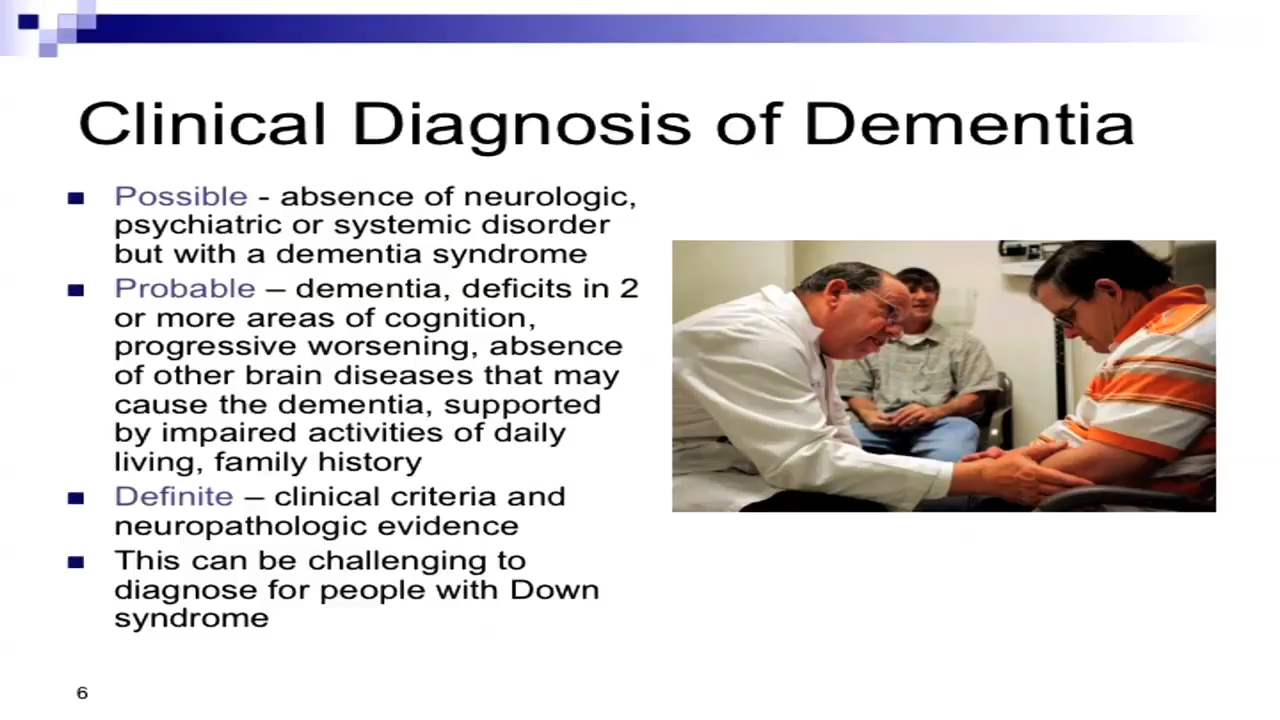 Clinical Diagnosis of Dementia
Possible - absence of neurologic,
psychiatric or systemic disorder
but with a dementia syndrome
Probable – dementia, deficits in 2
or more areas of cognition,
progressive worsening, absence
of other brain diseases that may
cause the dementia, supported
by impaired activities of daily
living, family history
Definite – clinical criteria and
neuropathologic evidence
This can be challenging to
diagnose for people with Down
syndrome
6